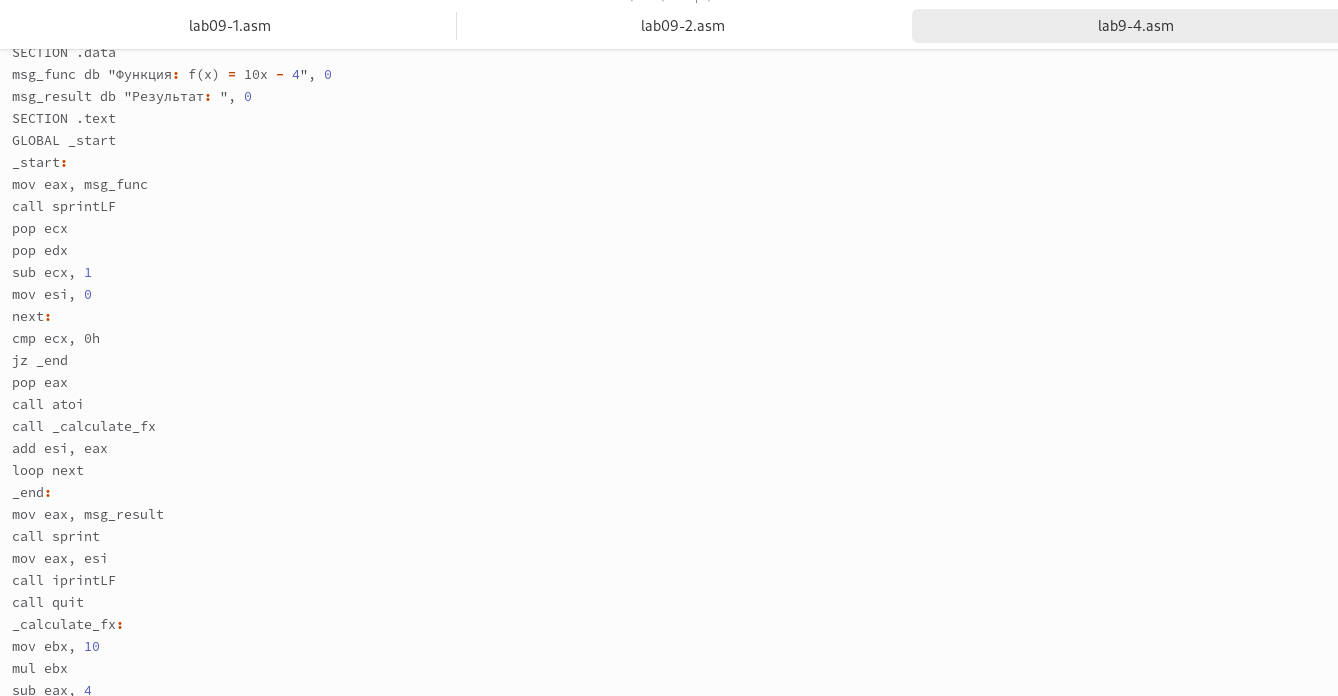 lab09-1.asm
lab09-2.asm
lab9-4.asm
SECTION .data
msg_func db "Функция: f(x) = 10x - 4", 0
msg_result db "Результат: ", 0
SECTION .text
GLOBAL _start
_start:
mov eax, msg_func
call sprintLF
pop ecx
pop edx
sub ecx, 1
mov esi, 0
next:
cmp ecx, 0h
jz _end
pop eax
call atoi
call _calculate_fx
add esi, eax
loop next
_end:
mov eax, msg_result
call sprint
mov eax, esi
call iprintLF
call quit
_calculate_fx:
mov ebx, 10
mul ebx
sub eax, 4